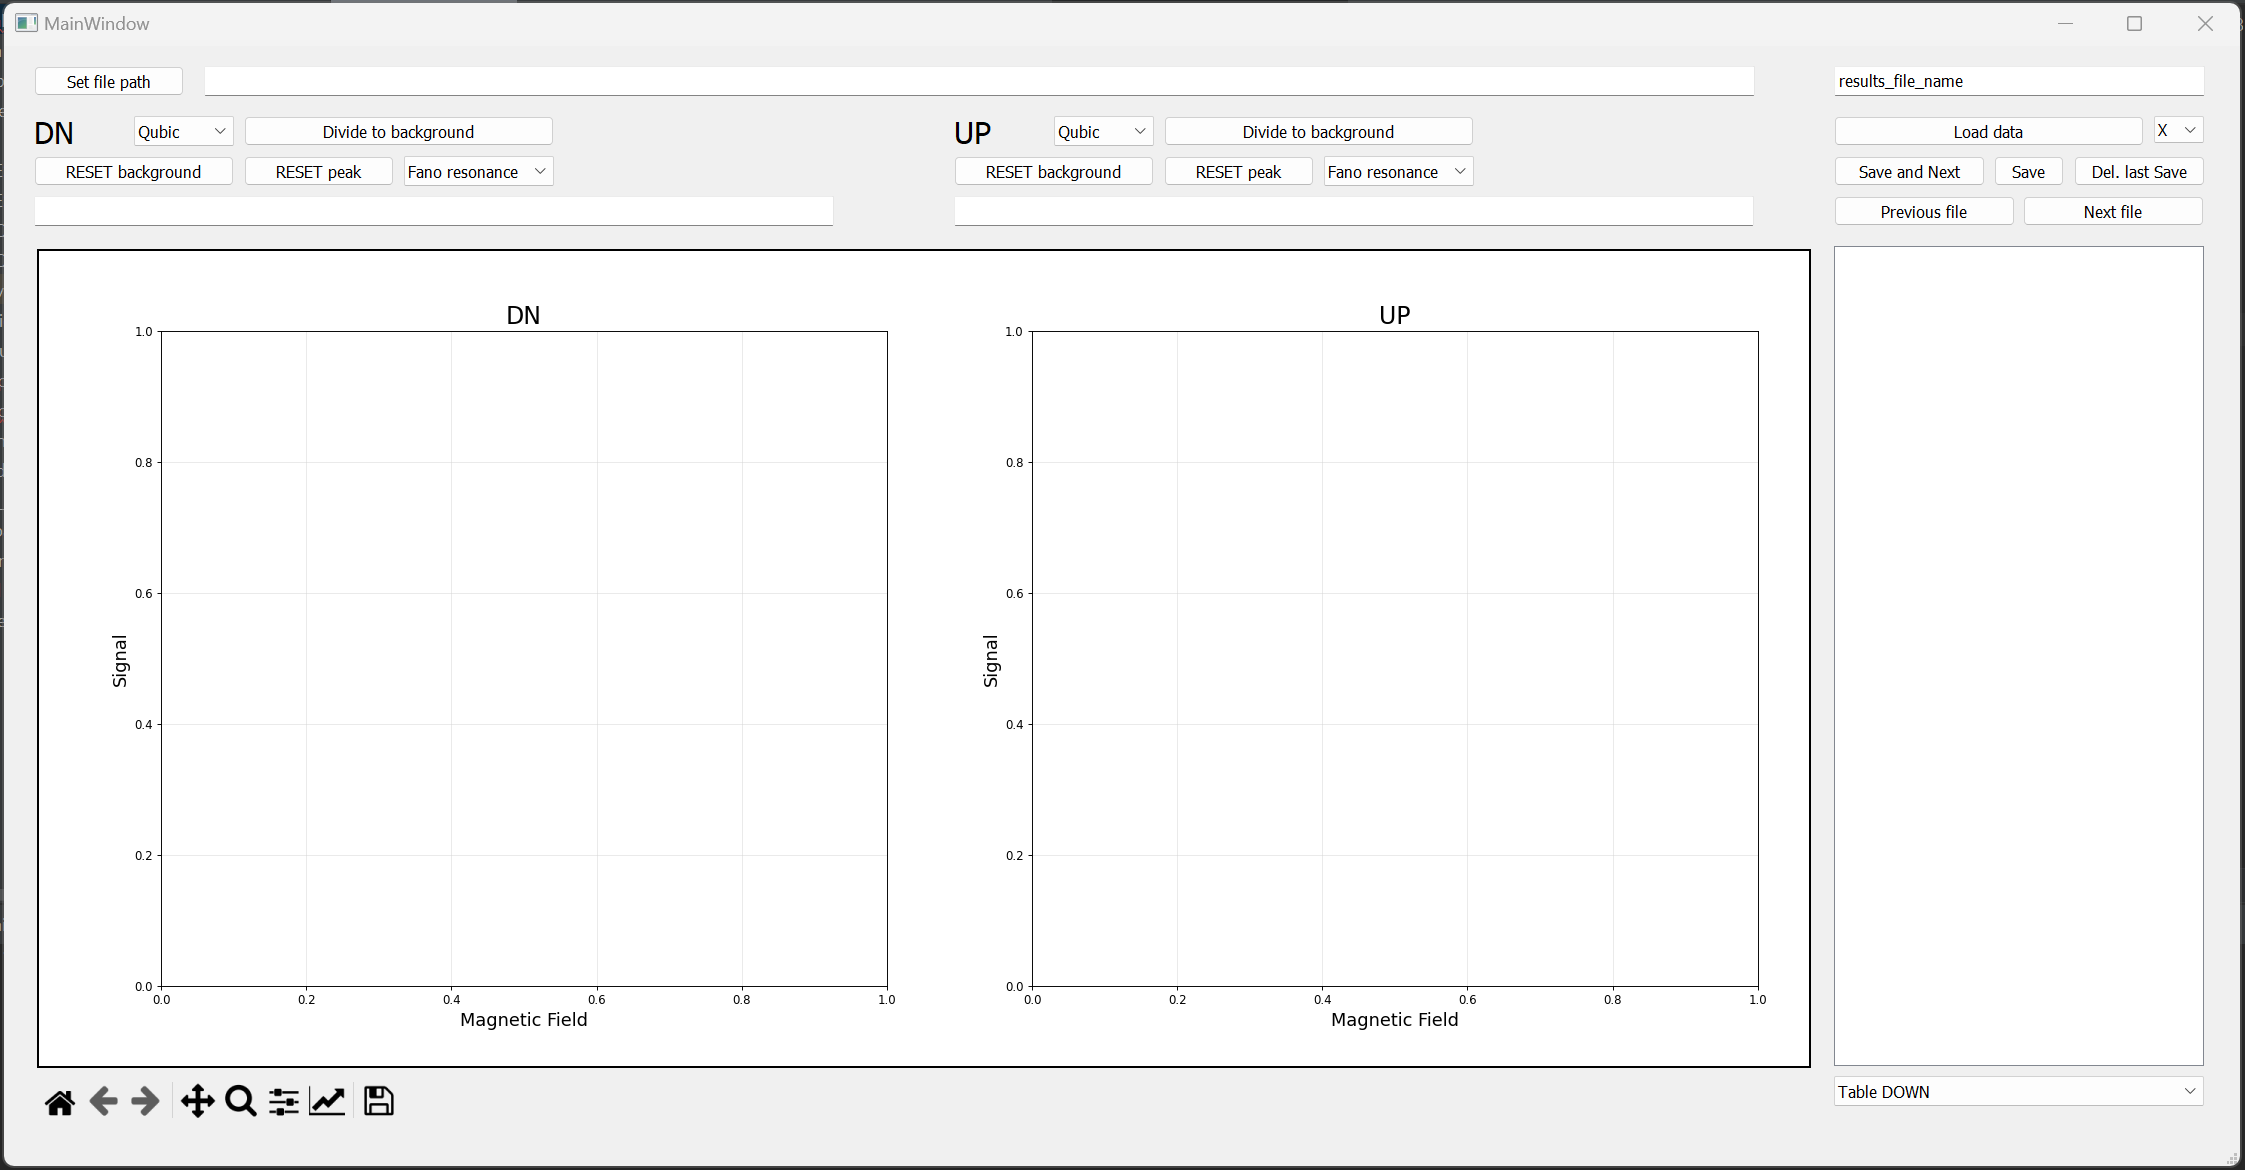 MainWindow
Set file path
results_file_name
DN Qubic Divide to background UP Qubic Divide to background Load data X
RESET background RESET peak Fano resonance RESET background RESET peak Fano resonance Save and Next Save Del. last Save
Previous file Next file
DN
1.0
0.8
0.6
0.4
0.2
0.0
Signal
0.0 0.2 0.4 0.6 0.8 1.0
Magnetic Field
UP
1.0
0.8
0.6
0.4
0.2
0.0
Signal
0.0 0.2 0.4 0.6 0.8 1.0
Magnetic Field
Table DOWN